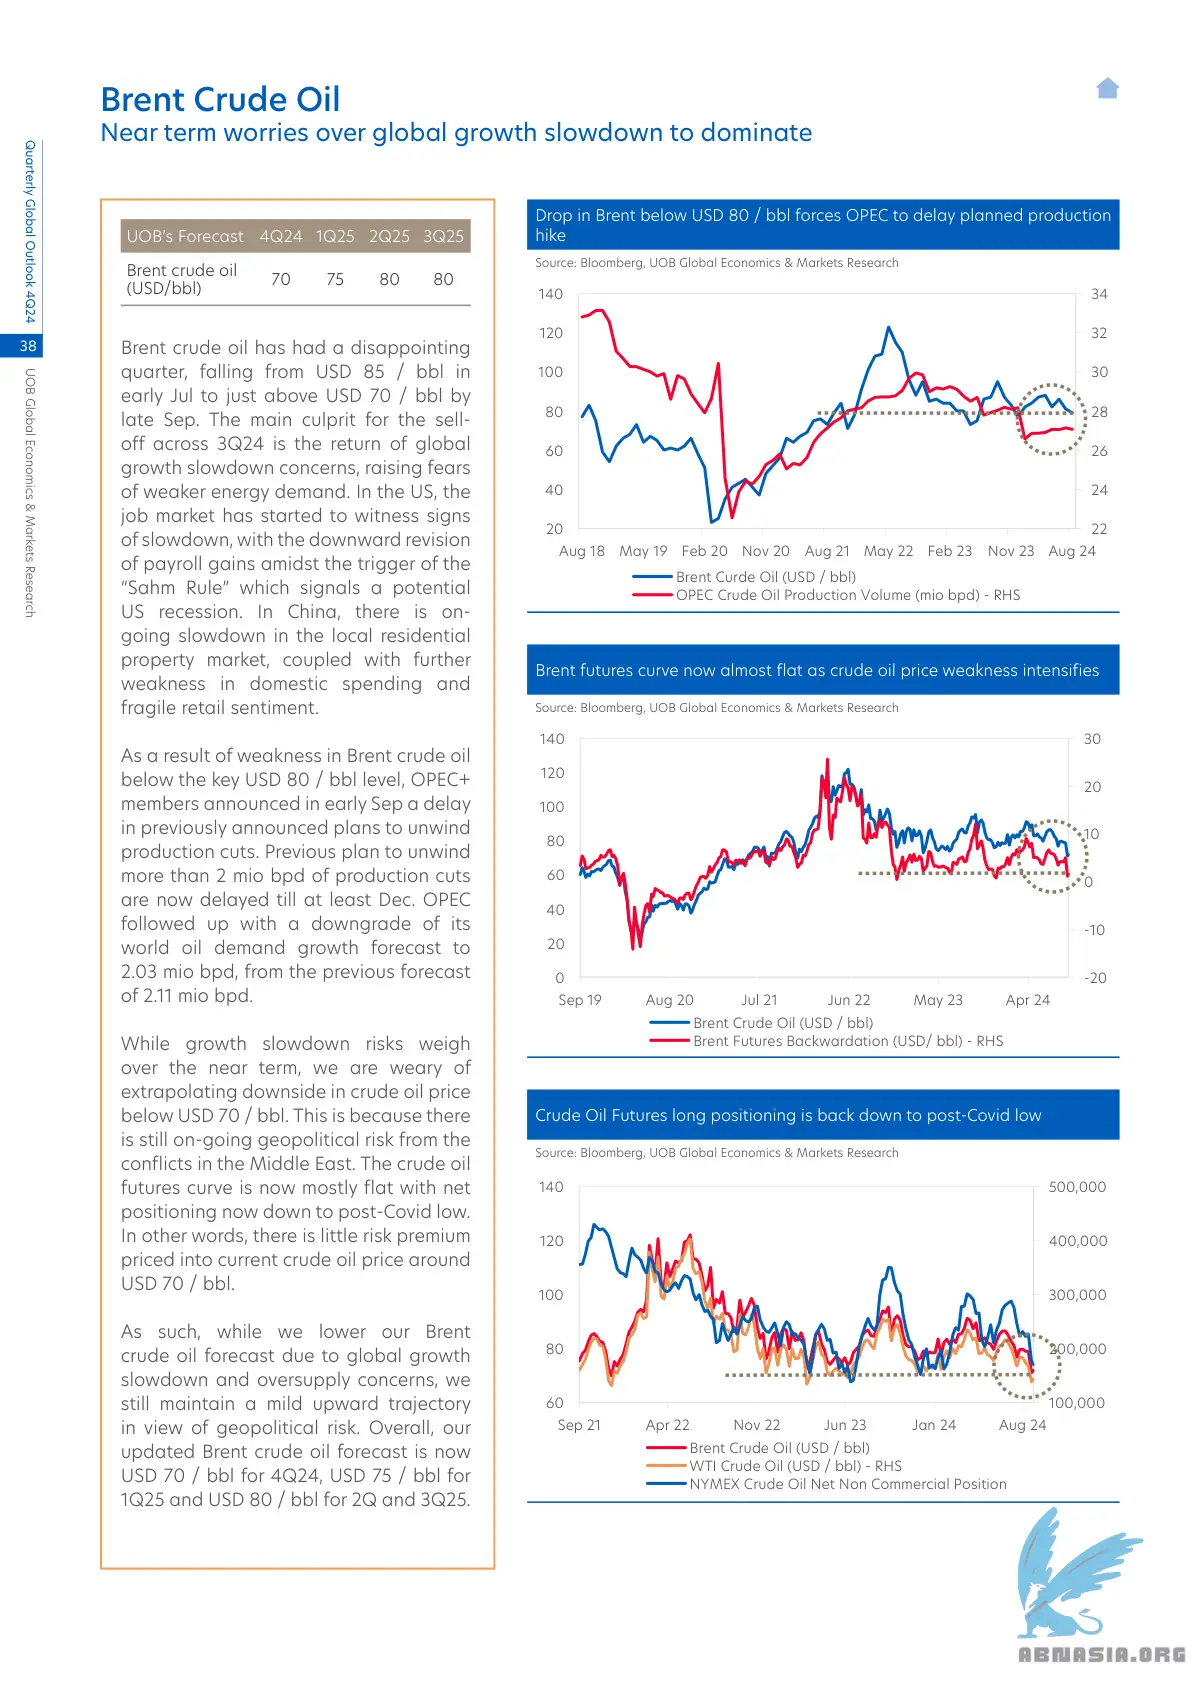 Brent Crude Oil
Near term worries over global growth slowdown to dominate
Quarterly Global Outlook 4Q24
38
UOB Global Economics & Markets Research
UOB's Forecast 4Q24 1Q25 2Q25 3Q25
Brent crude oil
(USD/bbl)
70 75 80 80
Brent crude oil has had a disappointing
quarter, falling from USD 85 / bbl in
early Jul to just above USD 70 / bbl by
late Sep. The main culprit for the sell-
off across 3Q24 is the return of global
growth slowdown concerns, raising fears
of weaker energy demand. In the US, the
job market has started to witness signs
of slowdown, with the downward revision
of payroll gains amidst the trigger of the
“Sahm Rule” which signals a potential
US recession. In China, there is on-
going slowdown in the local residential
property market, coupled with further
weakness in domestic spending and
fragile retail sentiment.
As a result of weakness in Brent crude oil
below the key USD 80 / bbl level, OPEC+
members announced in early Sep a delay
in previously announced plans to unwind
production cuts. Previous plan to unwind
more than 2 mio bpd of production cuts
are now delayed till at least Dec. OPEC
followed up with a downgrade of its
world oil demand growth forecast to
2.03 mio bpd, from the previous forecast
of 2.11 mio bpd.
While growth slowdown risks weigh
over the near term, we are weary of
extrapolating downside in crude oil price
below USD 70 / bbl. This is because there
is still on-going geopolitical risk from the
conflicts in the Middle East. The crude oil
futures curve is now mostly flat with net
positioning now down to post-Covid low.
In other words, there is little risk premium
priced into current crude oil price around
USD 70 / bbl.
As such, while we lower our Brent
crude oil forecast due to global growth
slowdown and oversupply concerns, we
still maintain a mild upward trajectory
in view of geopolitical risk. Overall, our
updated Brent crude oil forecast is now
USD 70 / bbl for 4Q24, USD 75 / bbl for
1Q25 and USD 80 / bbl for 2Q and 3Q25.
Drop in Brent below USD 80 / bbl forces OPEC to delay planned production
hike
Source: Bloomberg, UOB Global Economics & Markets Research
140 34
120 32
100 30
80 28
60 26
40 24
20 22
Aug 18 May 19 Feb 20 Nov 20 Aug 21 May 22 Feb 23 Nov 23 Aug 24
Brent Curde Oil (USD / bbl)
OPEC Crude Oil Production Volume (mio bpd) - RHS
Brent futures curve now almost flat as crude oil price weakness intensifies
Source: Bloomberg, UOB Global Economics & Markets Research
140 30
120 20
100
80 10
60 0
40 -10
20
0 -20
Sep 19 Aug 20 Jul 21 Jun 22 May 23 Apr 24
Brent Crude Oil (USD / bbl)
Brent Futures Backwardation (USD/ bbl) - RHS
Crude Oil Futures long positioning is back down to post-Covid low
Source: Bloomberg, UOB Global Economics & Markets Research
140 500,000
120 400,000
100 300,000
80 200,000
60 100,000
Sep 21 Apr 22 Nov 22 Jun 23 Jan 24 Aug 24
Brent Crude Oil (USD / bbl)
WTI Crude Oil (USD / bbl) - RHS
NYMEX Crude Oil Net Non Commercial Position
ABNASIA.ORG